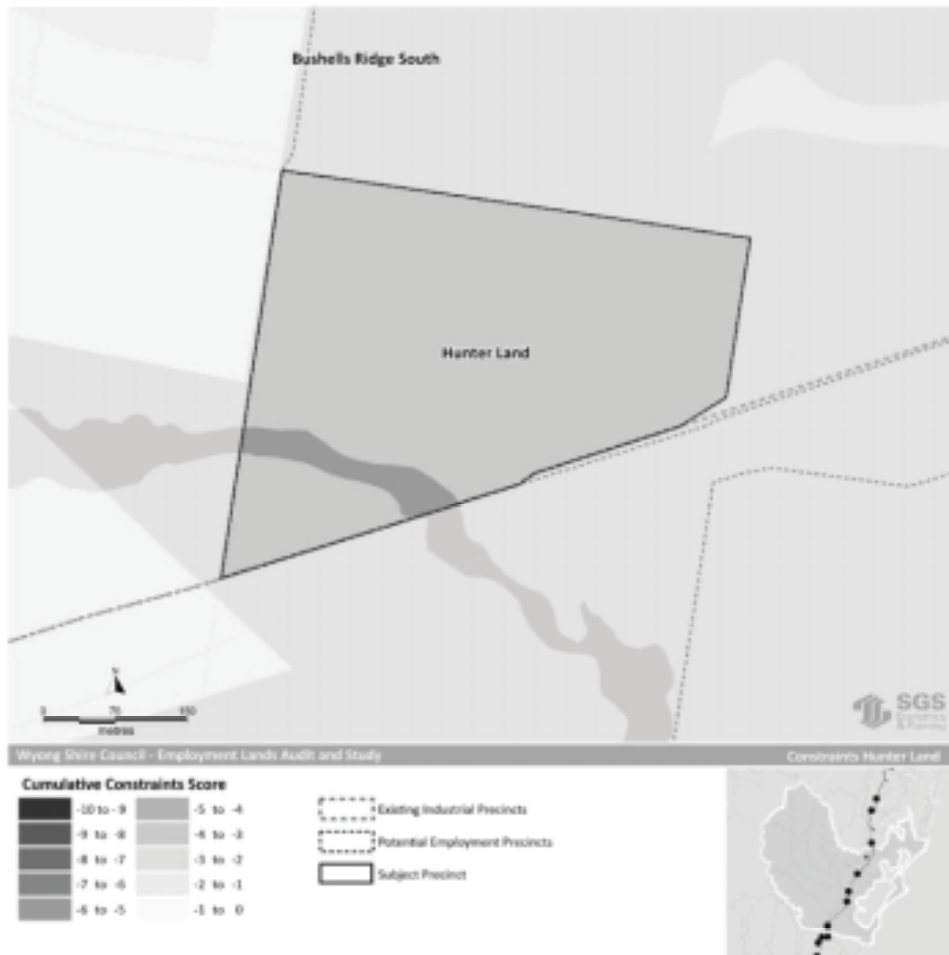 Bushells Ridge South
Hunter Land
N
0 75 150
metres
SGS
Economics
& Planning
Wyong Shire Council - Employment Lands Audit and Study
Constraints Hunter Land
Cumulative Constraints Score
-10 to -9
-9 to -8
-8 to -7
-7 to -6
-6 to -5
-5 to -4
-4 to -3
-3 to -2
-2 to -1
-1 to 0
Existing Industrial Precincts
Potential Employment Precincts
Subject Precinct